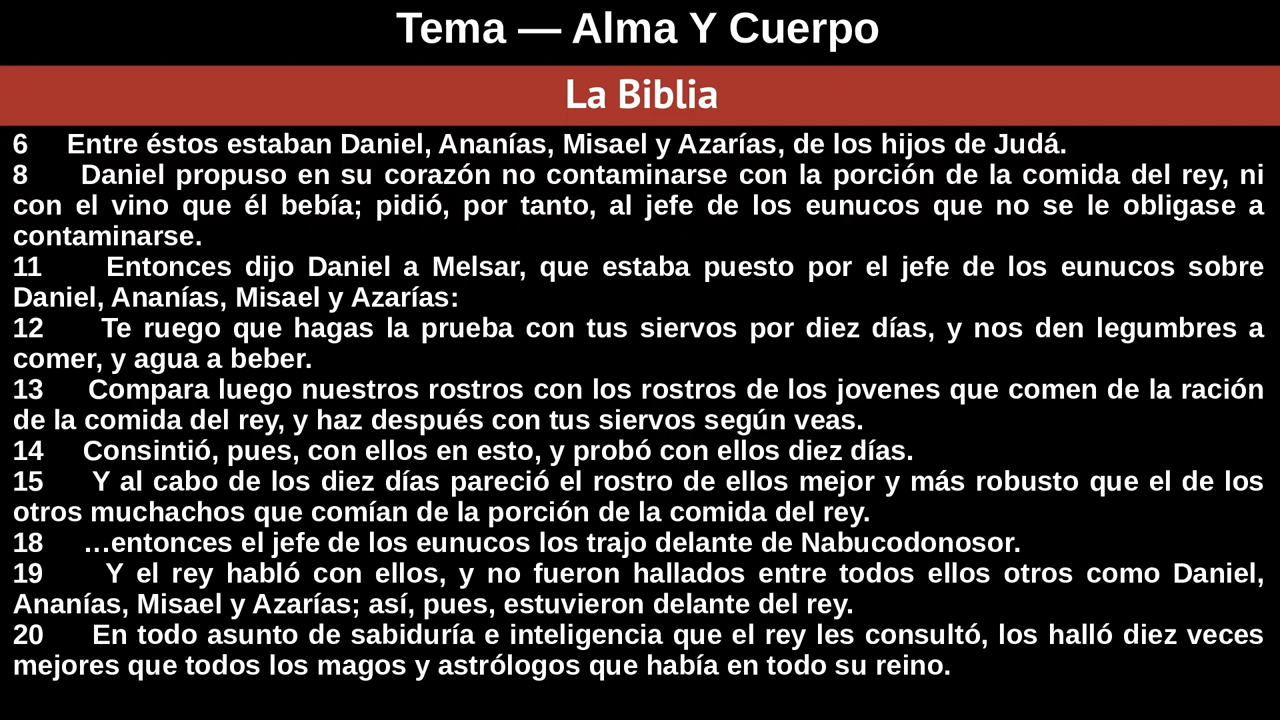 Tema — Alma Y Cuerpo
La Biblia
6 Entre éstos estaban Daniel, Ananías, Misael y Azarías, de los hijos de Judá.
8 Daniel propuso en su corazón no contaminarse con la porción de la comida del rey, ni
con el vino que él bebía; pidió, por tanto, al jefe de los eunucos que no se le obligase a
contaminarse.
11 Entonces dijo Daniel a Melsar, que estaba puesto por el jefe de los eunucos sobre
Daniel, Ananías, Misael y Azarías:
12 Te ruego que hagas la prueba con tus siervos por diez días, y nos den legumbres a
comer, y agua a beber.
13 Compara luego nuestros rostros con los rostros de los jovenes que comen de la ración
de la comida del rey, y haz después con tus siervos según veas.
14 Consintió, pues, con ellos en esto, y probó con ellos diez días.
15 Y al cabo de los diez días pareció el rostro de ellos mejor y más robusto que el de los
otros muchachos que comían de la porción de la comida del rey.
18 …entonces el jefe de los eunucos los trajo delante de Nabucodonosor.
19 Y el rey habló con ellos, y no fueron hallados entre todos ellos otros como Daniel,
Ananías, Misael y Azarías; así, pues, estuvieron delante del rey.
20 En todo asunto de sabiduría e inteligencia que el rey les consultó, los halló diez veces
mejores que todos los magos y astrólogos que había en todo su reino.